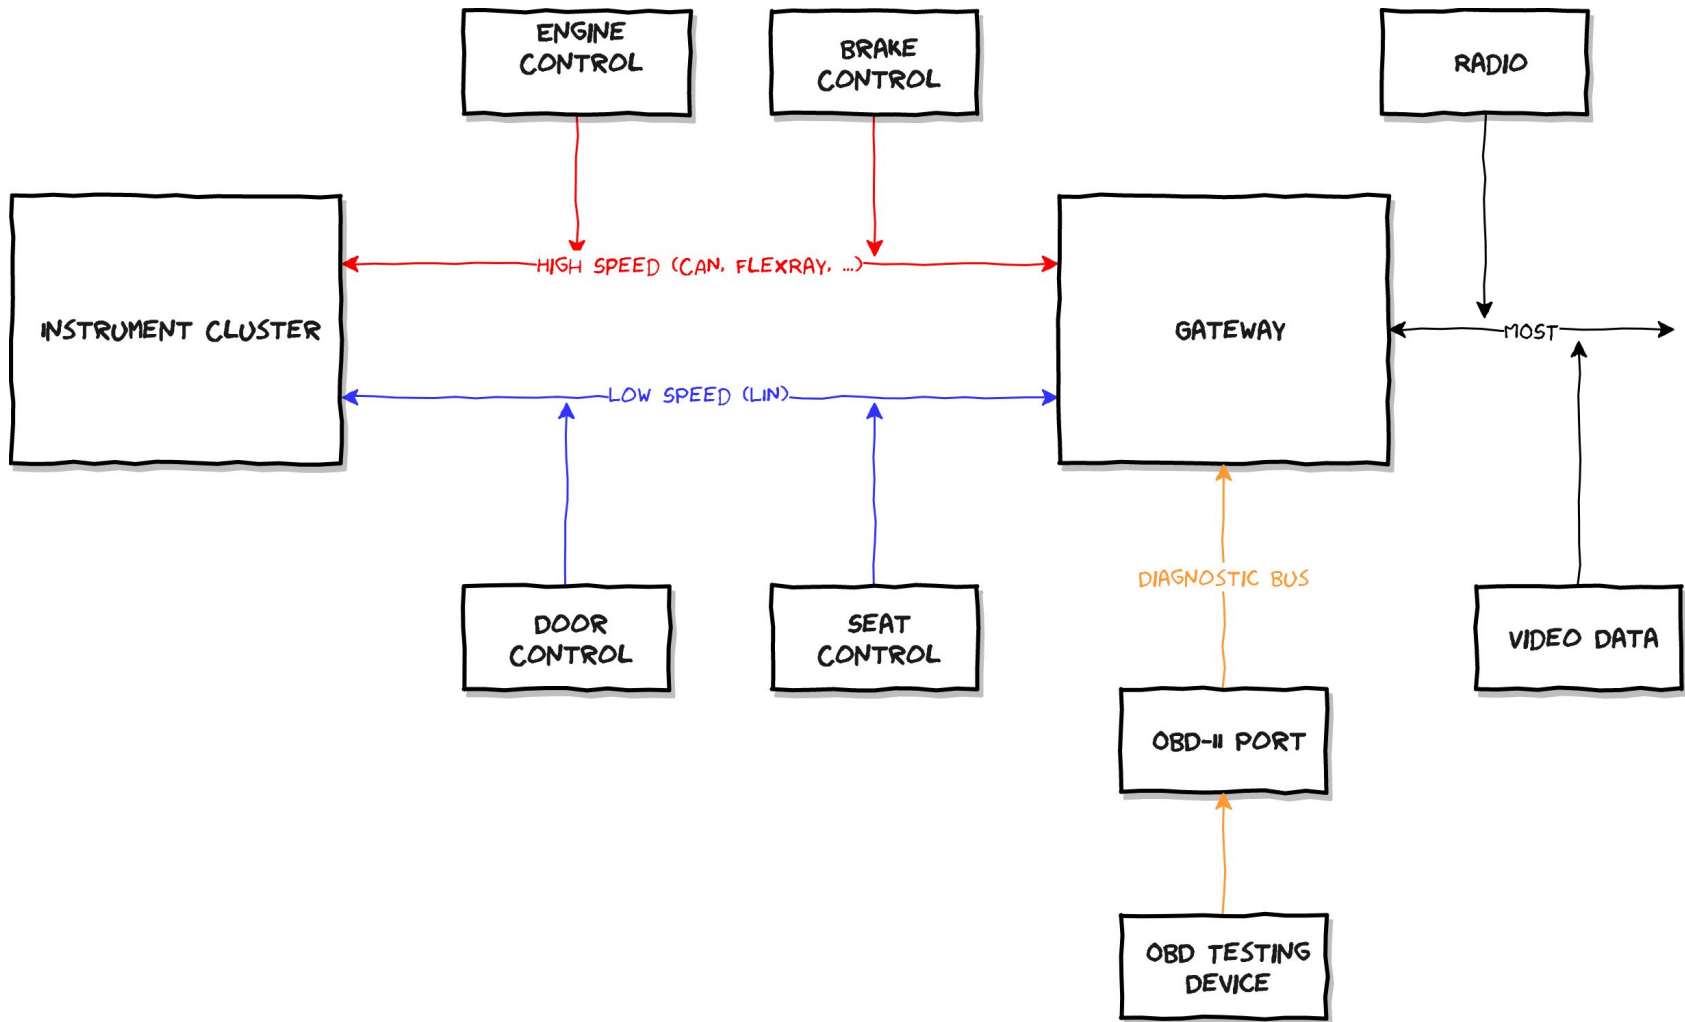 ENGINE
CONTROL
BRAKE
CONTROL
RADIO
HIGH SPEED (CAN, FLEXRAY, ...)
INSTRUMENT CLUSTER
GATEWAY
MOST
LOW SPEED (LIN)
DIAGNOSTIC BUS
DOOR
CONTROL
SEAT
CONTROL
VIDEO DATA
OBD-II PORT
OBD TESTING
DEVICE